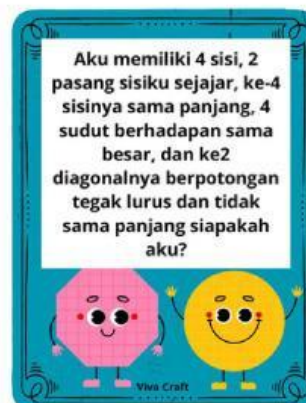 Aku memiliki 4 sisi, 2
pasang sisiku sejajar, ke-4
sisinya sama panjang, 4
sudut berhadapan sama
besar, dan ke2
diagonalnya berpotongan
tegak lurus dan tidak
sama panjang siapakah
aku?
Viva Craft